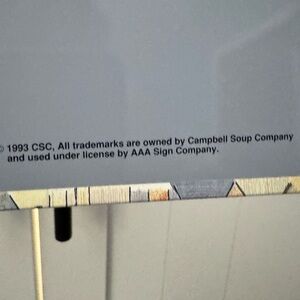 © 1993 CSC, All trademarks are owned by Campbell Soup Company
and used under license by AAA Sign Company.